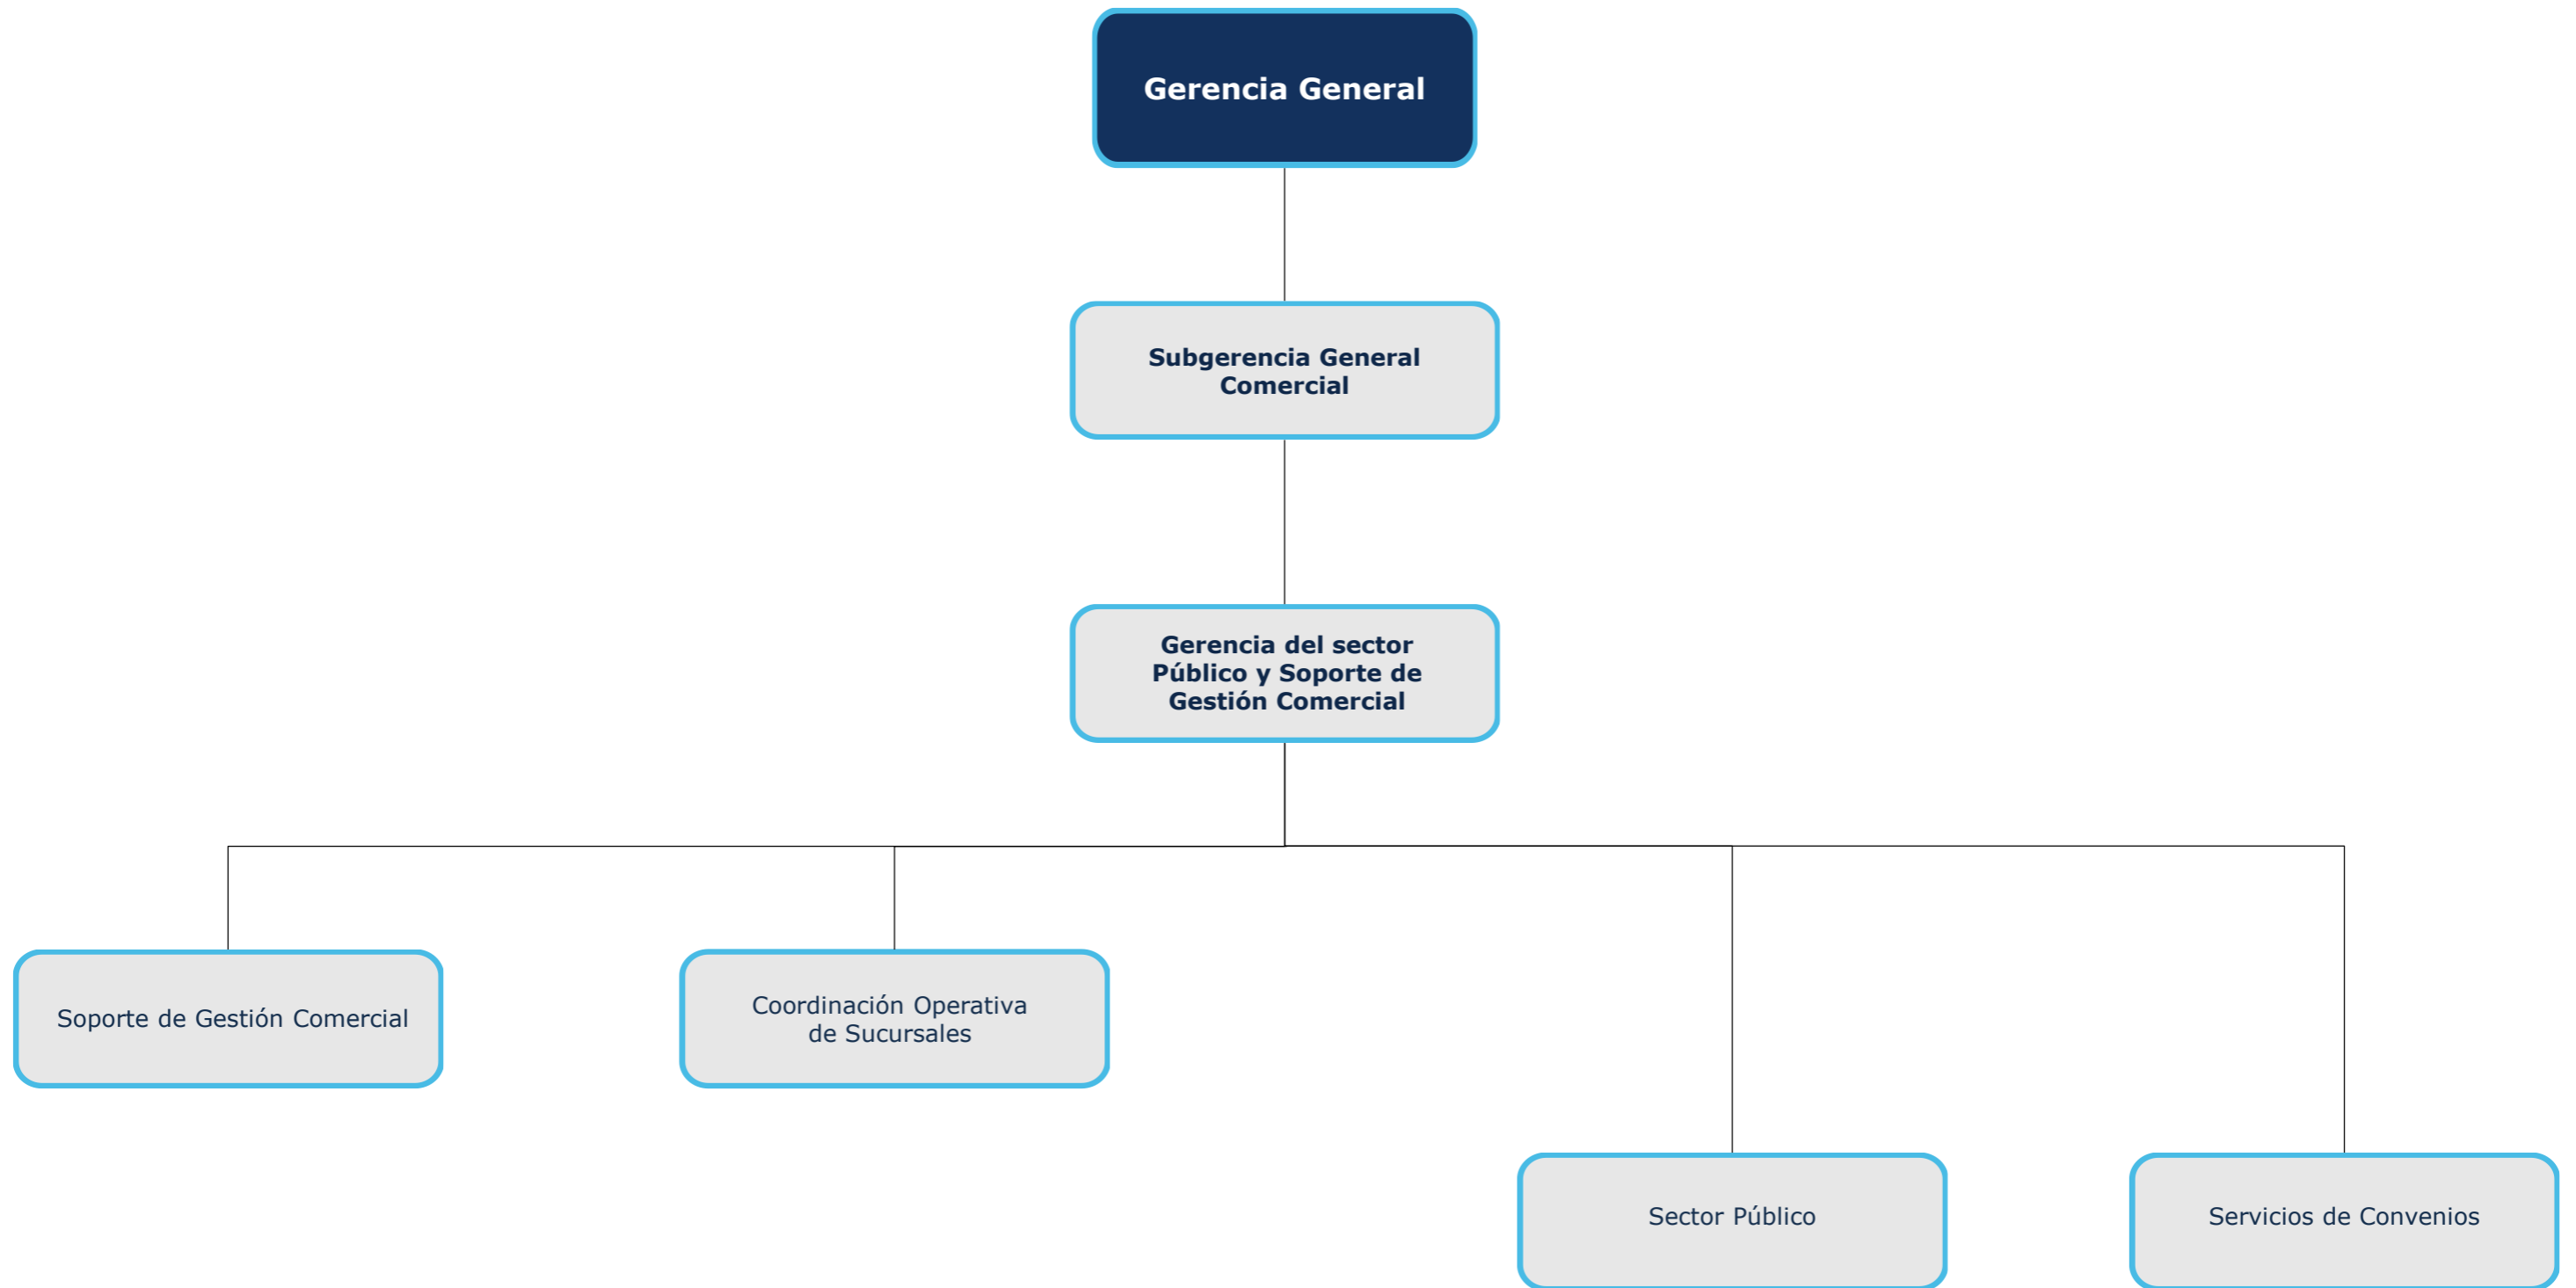 Gerencia General
Subgerencia General
Comercial
Gerencia del sector
Público y Soporte de
Gestión Comercial
Soporte de Gestión Comercial
Coordinación Operativa
de Sucursales
Sector Público
Servicios de Convenios